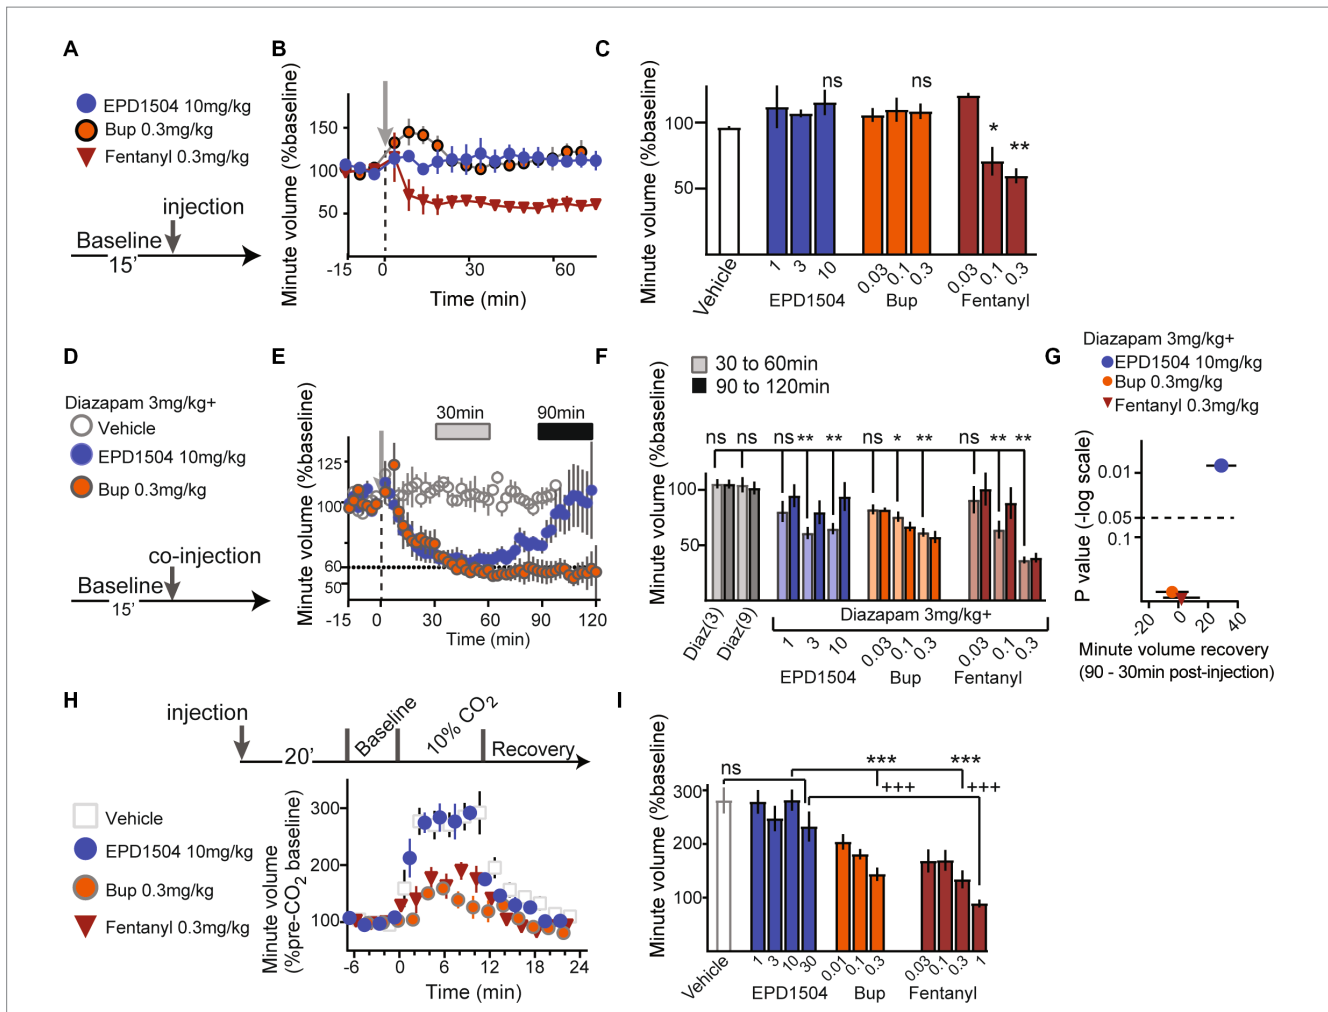 A
EPD1504 10mg/kg
Bup 0.3mg/kg
Fentanyl 0.3mg/kg
injection
Baseline
15'
B
Minute volume (%baseline)
150
100
50
-15
0
30
60
Time (min)
C
Minute volume (%baseline)
100
50
ns
ns
*
**
Vehicle
1
3
10
0.03
0.1
0.3
0.03
0.1
0.3
EPD1504
Bup
Fentanyl
D
Diazapam 3mg/kg+
Vehicle
EPD1504 10mg/kg
Bup 0.3mg/kg
co-injection
Baseline
15'
E
Minute volume (%baseline)
30min
90min
125
100
60
50
-15
0
30
60
90
120
Time (min)
F
30 to 60min
90 to 120min
Minute volume (%baseline)
100
50
ns
ns
ns
**
**
ns
*
**
ns
**
**
Diaz(3)
Diaz(9)
Diazapam 3mg/kg+
1
3
10
0.03
0.1
0.3
0.03
0.1
0.3
EPD1504
Bup
Fentanyl
G
Diazapam 3mg/kg+
EPD1504 10mg/kg
Bup 0.3mg/kg
Fentanyl 0.3mg/kg
P value (-log scale)
0.01
0.05
0.1
-20
0
20
40
Minute volume recovery
(90 - 30min post-injection)
H
injection
20'
Baseline
10% CO2
Recovery
Vehicle
EPD1504 10mg/kg
Bup 0.3mg/kg
Fentanyl 0.3mg/kg
Minute volume
(%pre-CO2 baseline)
300
200
100
-6
0
6
12
18
24
Time (min)
I
Minute volume (%baseline)
300
200
100
ns
***
***
+++
+++
Vehicle
1
3
10
30
0.01
0.1
0.3
0.03
0.1
0.3
1
EPD1504
Bup
Fentanyl